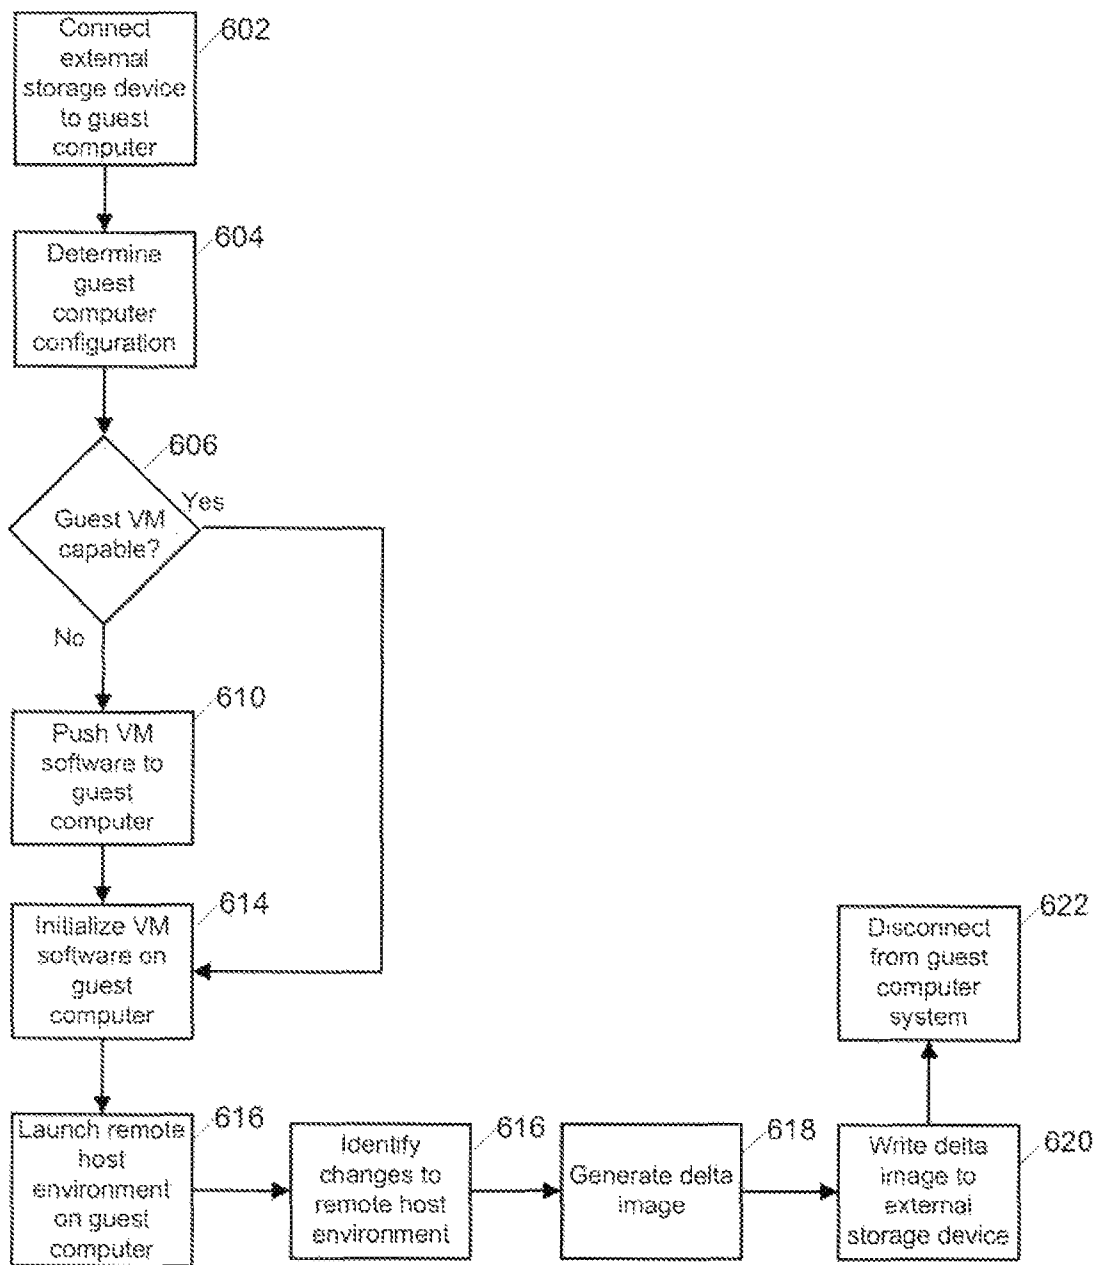 Connect
external
storage device
to guest
computer
602
Determine
guest
computer
configuration
604
606
Guest VM
capable?
Yes
No
Push VM
software to
guest
computer
610
Initialize VM
software on
guest
computer
614
Launch remote
host
environment
on guest
computer
616
Identify
changes to
remote host
environment
616
Generate delta
image
618
Write delta
image to
external
storage device
620
Disconnect
from guest
computer
system
622